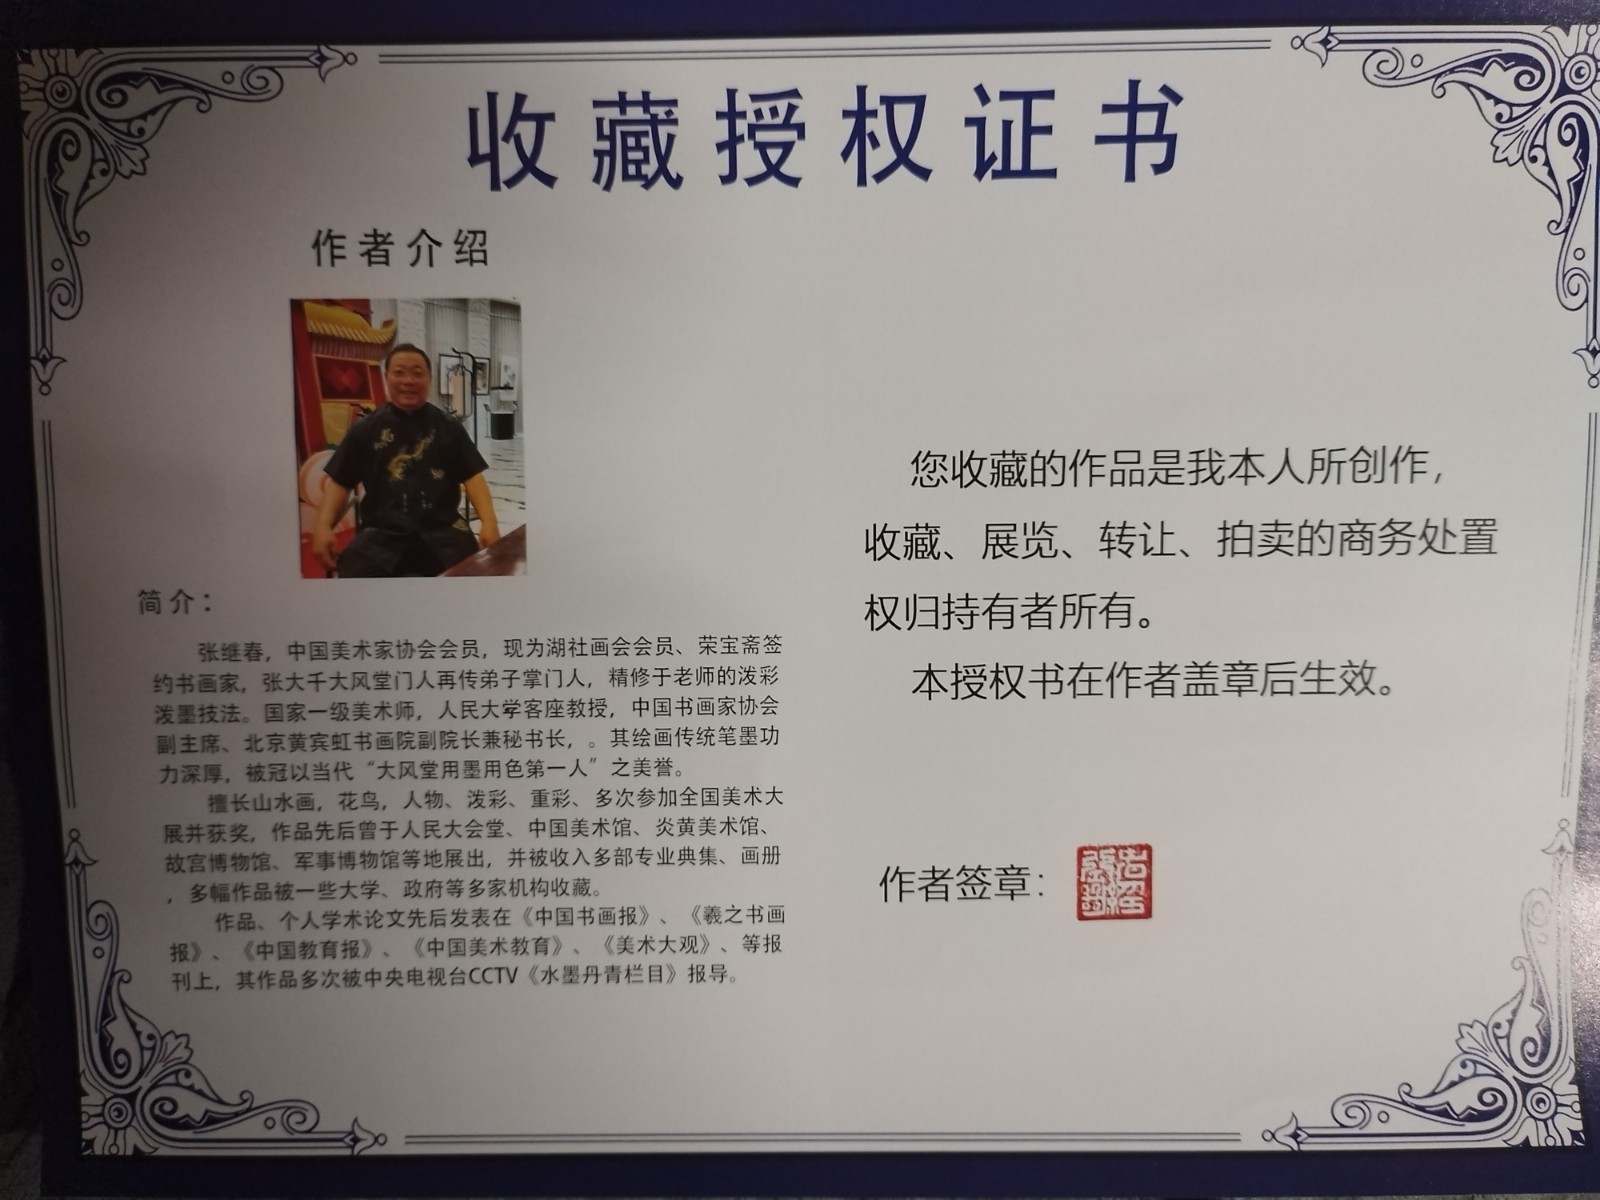 收藏授权证书
作者介绍
简介：
张继春，中国美术家协会会员，现为湖社画会会员、荣宝斋签
约书画家，张大千大风堂门人再传弟子掌门人，精修于老师的泼彩
泼墨技法。国家一级美术师，人民大学客座教授，中国书画家协会
副主席、北京黄宾虹书画院副院长兼秘书长，。其绘画传统笔墨功
力深厚，被冠以当代“大风堂用墨用色第一人”之美誉。
擅长山水画，花鸟，人物、泼彩、重彩、多次参加全国美术大
展并获奖，作品先后曾于人民大会堂、中国美术馆、炎黄美术馆、
故宫博物馆、军事博物馆等地展出，并被收入多部专业典集、画册
，多幅作品被一些大学、政府等多家机构收藏。
作品、个人学术论文先后发表在《中国书画报》、《羲之书画
报》、《中国教育报》、《中国美术教育》、《美术大观》、等报
刊上，其作品多次被中央电视台CCTV《水墨丹青栏目》报导。
您收藏的作品是我本人所创作，
收藏、展览、转让、拍卖的商务处置
权归持有者所有。
本授权书在作者盖章后生效。
作者签章：